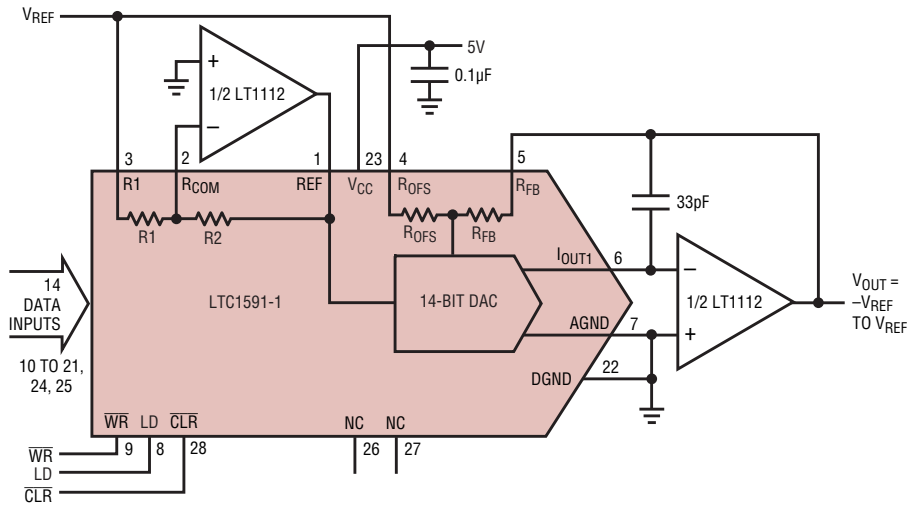 VREF
+
1/2 LT1112
–
5V
0.1µF
3
2
1
23
4
5
R1
RCOM
REF
VCC
ROFS
RFB
R1
R2
ROFS
RFB
33pF
IOUT1
6
–
14
DATA
INPUTS
LTC1591-1
14-BIT DAC
1/2 LT1112
VOUT =
–VREF
TO VREF
AGND
7
+
10 TO 21,
24, 25
DGND
22
WR
LD
CLR
NC
NC
9
8
28
26
27
WR
LD
CLR